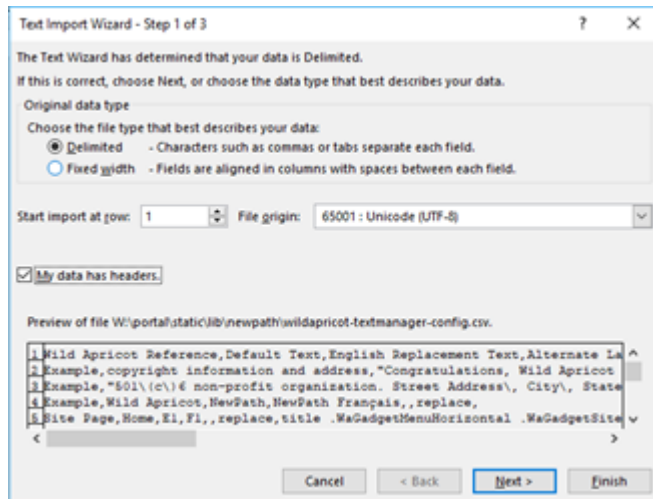 Text Import Wizard - Step 1 of 3 ? ×
The Text Wizard has determined that your data is Delimited.
If this is correct, choose Next, or choose the data type that best describes your data.
Original data type
Choose the file type that best describes your data:
Delimited - Characters such as commas or tabs separate each field.
Fixed width - Fields are aligned in columns with spaces between each field.
Start import at row: 1 File origin: 65001 : Unicode (UTF-8)
My data has headers.
Preview of file W:\portal\static\lib\newpath\wildapricot-textmanager-config.csv.
1 Wild Apricot Reference,Default Text,English Replacement Text,Alternate La
2 Example,copyright information and address,"Congratulations, Wild Apricot
3 Example,"501\(c\)6 non-profit organization. Street Address\, City\, State
4 Example,Wild Apricot,NewPath,NewPath Français,,replace,
5 Site Page,Home,E1,F1,,replace,title .WaGadgetMenuHorizontal .WaGadgetSite
Cancel < Back Next > Finish